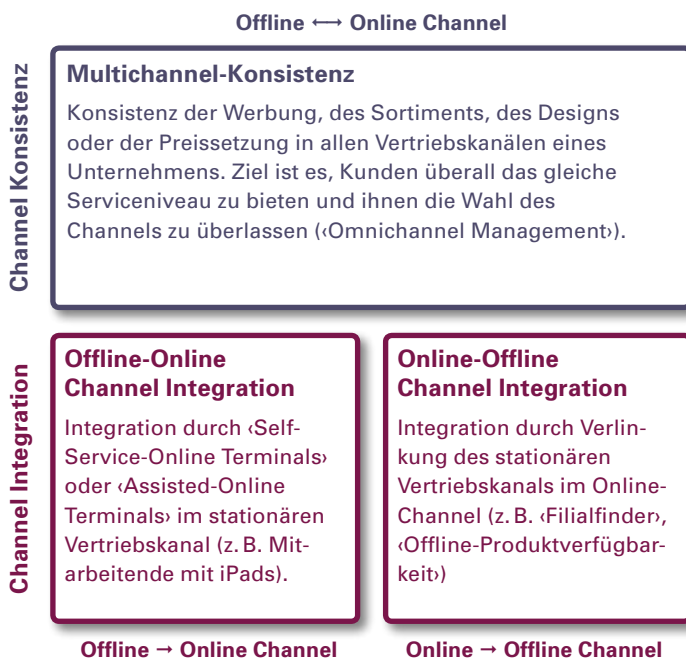 Offline ⟷ Online Channel
Channel Konsistenz
Multichannel-Konsistenz
Konsistenz der Werbung, des Sortiments, des Designs
oder der Preissetzung in allen Vertriebskanälen eines
Unternehmens. Ziel ist es, Kunden überall das gleiche
Serviceniveau zu bieten und ihnen die Wahl des
Channels zu überlassen (‹Omnichannel Management›).
Channel Integration
Offline-Online
Channel Integration
Integration durch ‹Self-
Service-Online Terminals›
oder ‹Assisted-Online
Terminals› im stationären
Vertriebskanal (z. B. Mit-
arbeitende mit iPads).
Online-Offline
Channel Integration
Integration durch Verlin-
kung des stationären
Vertriebskanals im Online-
Channel (z. B. ‹Filialfinder›,
‹Offline-Produktverfügbar-
keit›)
Offline → Online Channel
Online → Offline Channel